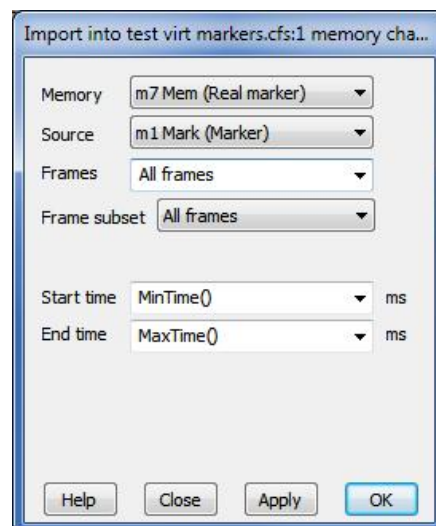 Import into test virt markers.cfs:1 memory cha...
Memory m7 Mem (Real marker)
Source m1 Mark (Marker)
Frames All frames
Frame subset All frames
Start time MinTime() ms
End time MaxTime() ms
Help Close Apply OK